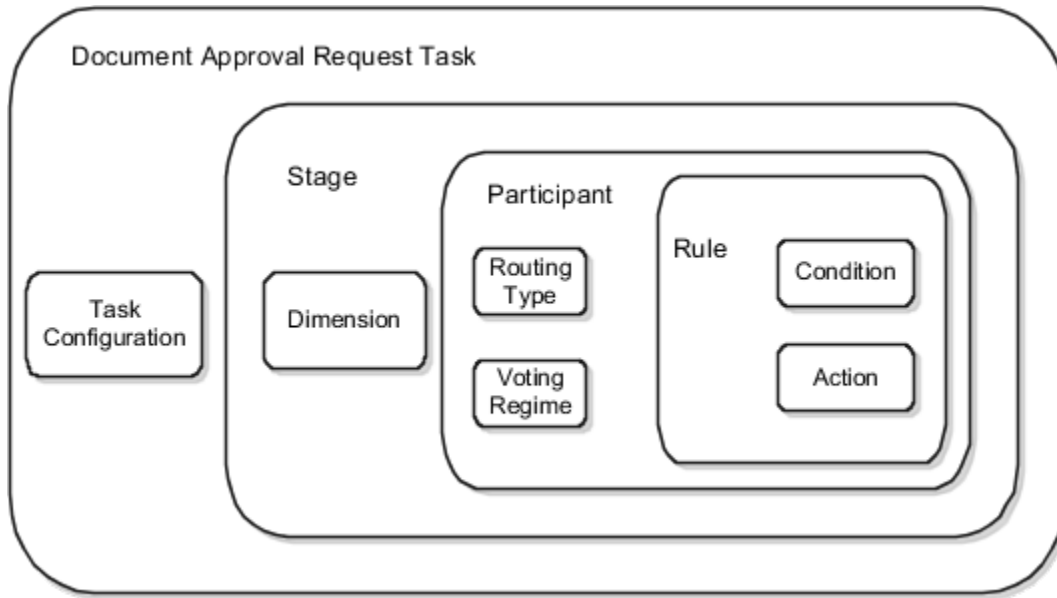 Document Approval Request Task
Stage
Participant
Rule
Routing
Type
Condition
Task
Configuration
Dimension
Voting
Regime
Action